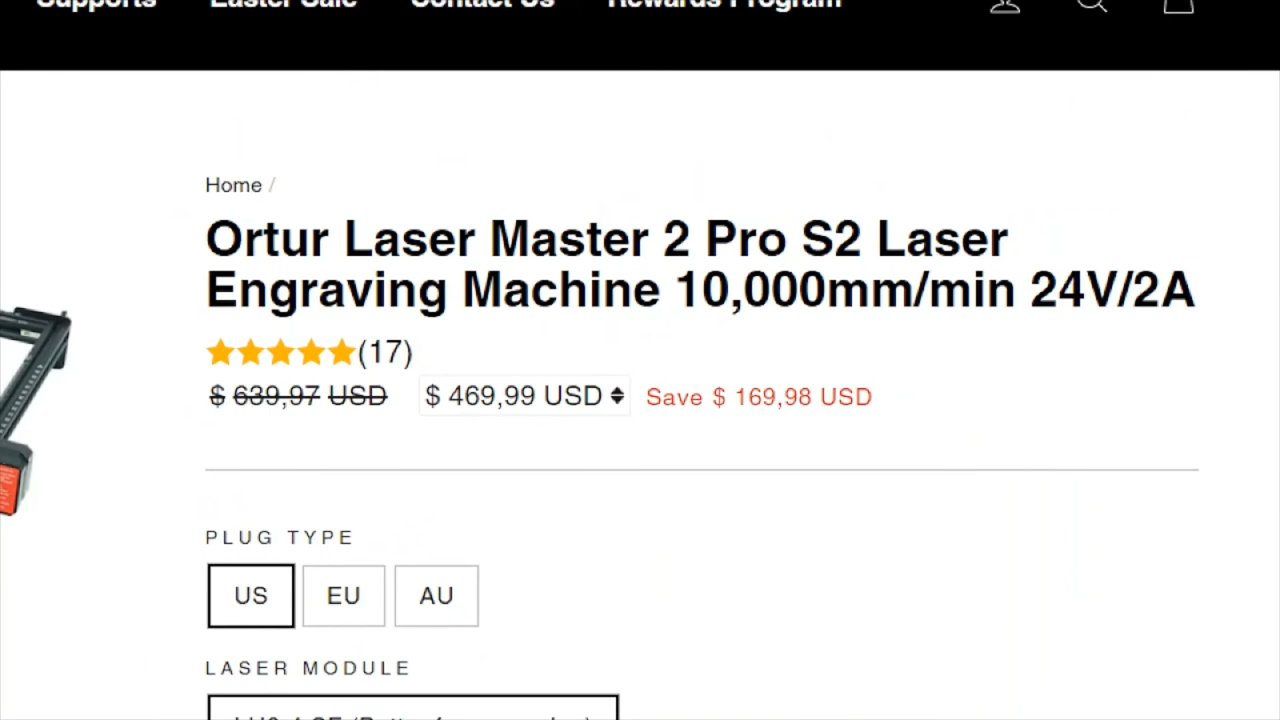 Supports Easter Sale Contact Us Rewards Program
Home /
Ortur Laser Master 2 Pro S2 Laser
Engraving Machine 10,000mm/min 24V/2A
(17)
$ 639,97 USD $ 469,99 USD Save $ 169,98 USD
PLUG TYPE
US EU AU
LASER MODULE